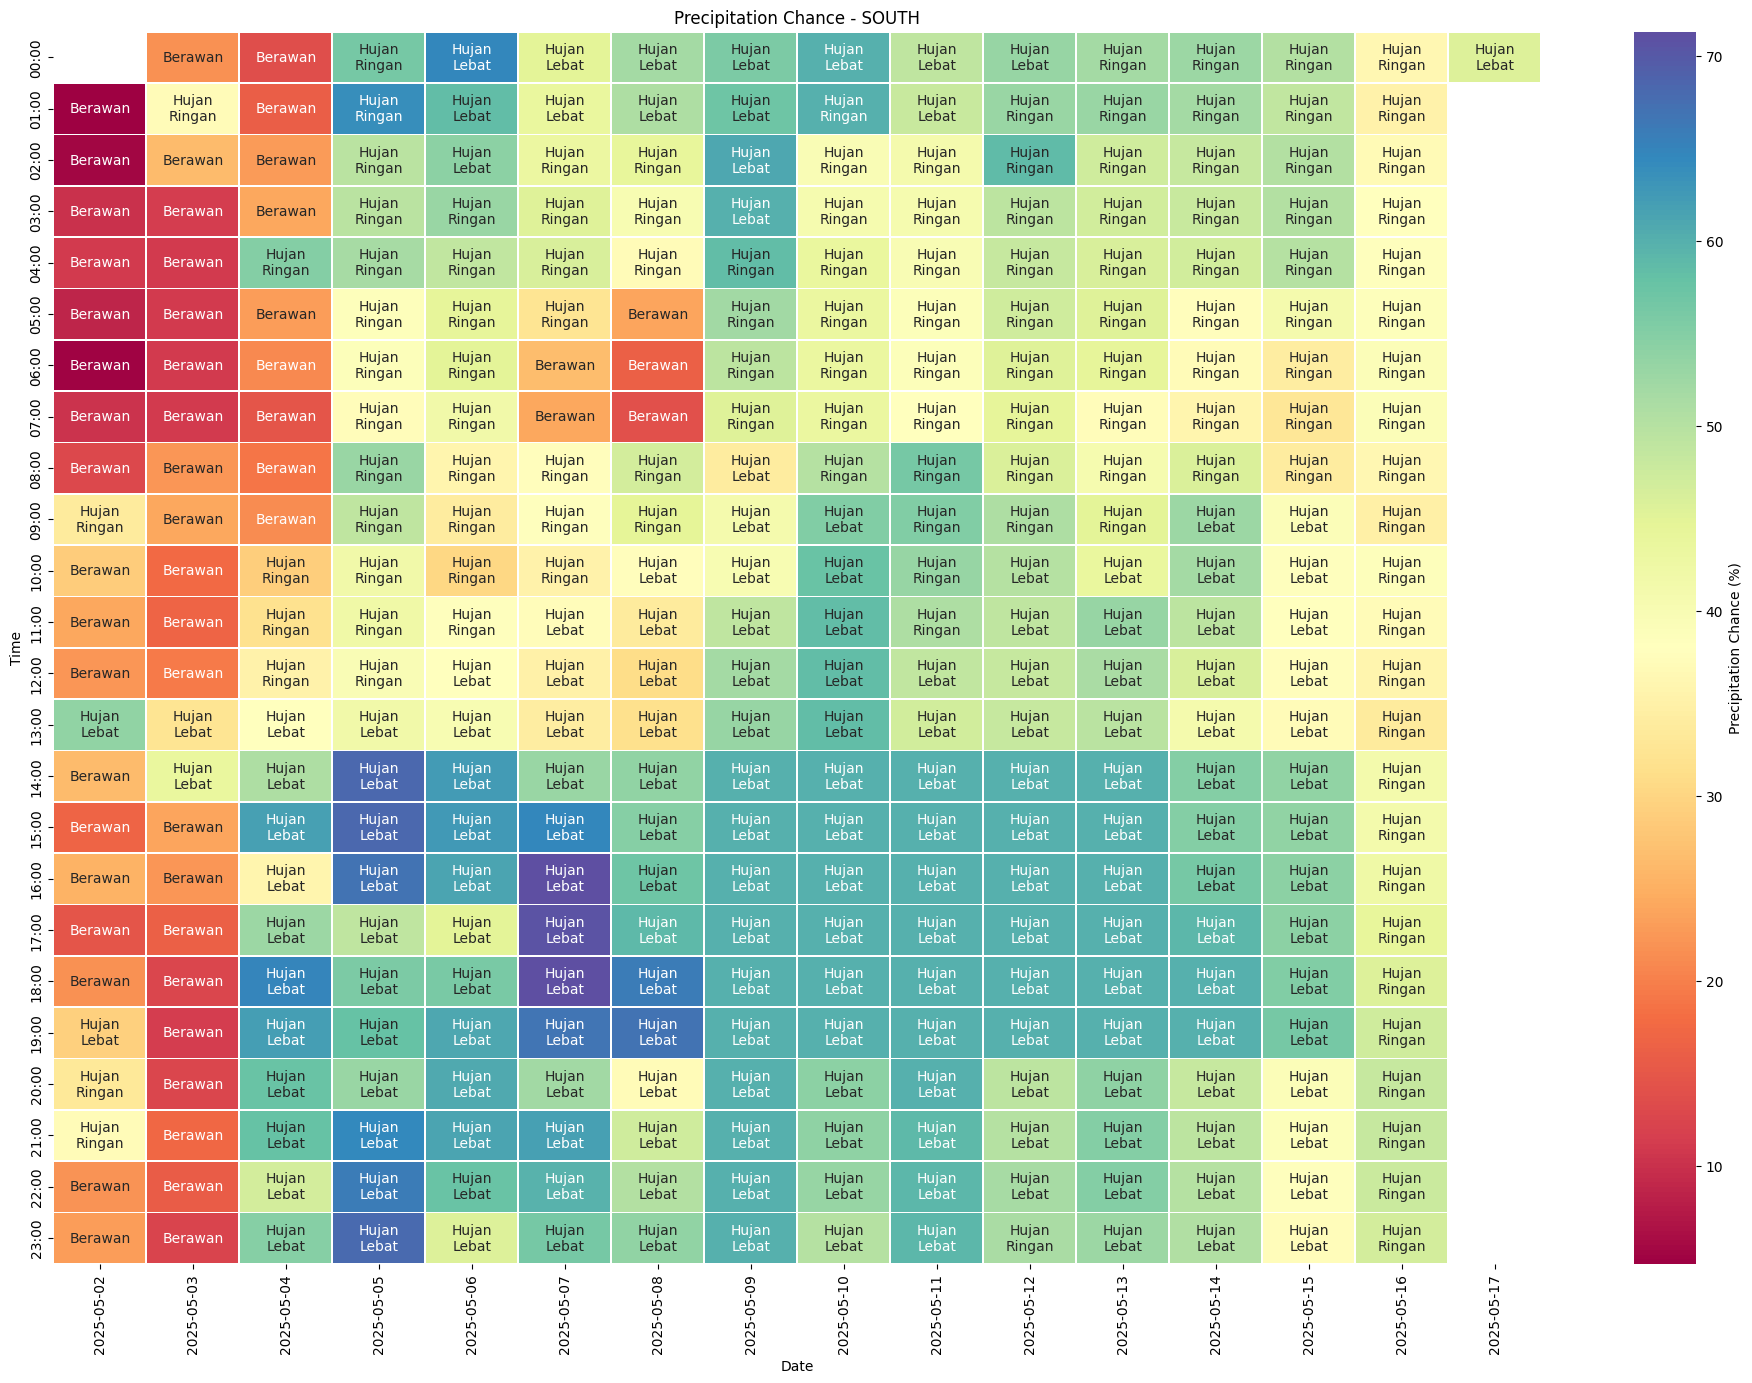 Precipitation Chance - SOUTH
Hujan Hujan Hujan Hujan Hujan Hujan Hujan Hujan Hujan Hujan Hujan Hujan Hujan
00:00 Berawan Berawan
Ringan Lebat Lebat Lebat Lebat Lebat Lebat Lebat Ringan Ringan Ringan Ringan Lebat
Hujan Hujan Hujan Hujan Hujan Hujan Hujan Hujan Hujan Hujan Hujan Hujan Hujan
01:00 Berawan Berawan
Ringan Ringan Lebat Lebat Lebat Lebat Ringan Lebat Ringan Ringan Ringan Ringan Ringan
Hujan Hujan Hujan Hujan Hujan Hujan Hujan Hujan Hujan Hujan Hujan Hujan
02:00 Berawan Berawan Berawan
Ringan Lebat Ringan Ringan Lebat Ringan Ringan Ringan Ringan Ringan Ringan Ringan
Hujan Hujan Hujan Hujan Hujan Hujan Hujan Hujan Hujan Hujan Hujan Hujan
03:00 Berawan Berawan Berawan
Ringan Ringan Ringan Ringan Lebat Ringan Ringan Ringan Ringan Ringan Ringan Ringan
Hujan Hujan Hujan Hujan Hujan Hujan Hujan Hujan Hujan Hujan Hujan Hujan Hujan
04:00 Berawan Berawan
Ringan Ringan Ringan Ringan Ringan Ringan Ringan Ringan Ringan Ringan Ringan Ringan Ringan
Hujan Hujan Hujan Hujan Hujan Hujan Hujan Hujan Hujan Hujan Hujan
05:00 Berawan Berawan Berawan Berawan
Ringan Ringan Ringan Ringan Ringan Ringan Ringan Ringan Ringan Ringan Ringan
Hujan Hujan Hujan Hujan Hujan Hujan Hujan Hujan Hujan Hujan
06:00 Berawan Berawan Berawan Berawan Berawan
Ringan Ringan Ringan Ringan Ringan Ringan Ringan Ringan Ringan Ringan
Hujan Hujan Hujan Hujan Hujan Hujan Hujan Hujan Hujan Hujan
07:00 Berawan Berawan Berawan Berawan Berawan
Ringan Ringan Ringan Ringan Ringan Ringan Ringan Ringan Ringan Ringan
Hujan Hujan Hujan Hujan Hujan Hujan Hujan Hujan Hujan Hujan Hujan Hujan
08:00 Berawan Berawan Berawan
Ringan Ringan Ringan Ringan Lebat Ringan Ringan Ringan Ringan Ringan Ringan Ringan
Hujan Hujan Hujan Hujan Hujan Hujan Hujan Hujan Hujan Hujan Hujan Hujan Hujan
09:00 Berawan Berawan
Ringan Ringan Ringan Ringan Ringan Lebat Lebat Ringan Ringan Ringan Lebat Lebat Ringan
Hujan Hujan Hujan Hujan Hujan Hujan Hujan Hujan Hujan Hujan Hujan Hujan Hujan
10:00 Berawan Berawan
Ringan Ringan Ringan Ringan Lebat Lebat Lebat Ringan Lebat Lebat Lebat Lebat Ringan
Hujan Hujan Hujan Hujan Hujan Hujan Hujan Hujan Hujan Hujan Hujan Hujan Hujan
11:00 Berawan Berawan
Ringan Ringan Ringan Lebat Lebat Lebat Lebat Ringan Lebat Lebat Lebat Lebat Ringan
Hujan Hujan Hujan Hujan Hujan Hujan Hujan Hujan Hujan Hujan Hujan Hujan Hujan
12:00 Berawan Berawan
Ringan Ringan Lebat Lebat Lebat Lebat Lebat Lebat Lebat Lebat Lebat Lebat Ringan
Hujan Hujan Hujan Hujan Hujan Hujan Hujan Hujan Hujan Hujan Hujan Hujan Hujan Hujan Hujan
13:00
Lebat Lebat Lebat Lebat Lebat Lebat Lebat Lebat Lebat Lebat Lebat Lebat Lebat Lebat Ringan
Hujan Hujan Hujan Hujan Hujan Hujan Hujan Hujan Hujan Hujan Hujan Hujan Hujan Hujan
14:00 Berawan
Lebat Lebat Lebat Lebat Lebat Lebat Lebat Lebat Lebat Lebat Lebat Lebat Lebat Ringan
Hujan Hujan Hujan Hujan Hujan Hujan Hujan Hujan Hujan Hujan Hujan Hujan Hujan
15:00 Berawan Berawan
Lebat Lebat Lebat Lebat Lebat Lebat Lebat Lebat Lebat Lebat Lebat Lebat Ringan
Hujan Hujan Hujan Hujan Hujan Hujan Hujan Hujan Hujan Hujan Hujan Hujan Hujan
16:00 Berawan Berawan
Lebat Lebat Lebat Lebat Lebat Lebat Lebat Lebat Lebat Lebat Lebat Lebat Ringan
Hujan Hujan Hujan Hujan Hujan Hujan Hujan Hujan Hujan Hujan Hujan Hujan Hujan
17:00 Berawan Berawan
Lebat Lebat Lebat Lebat Lebat Lebat Lebat Lebat Lebat Lebat Lebat Lebat Ringan
Hujan Hujan Hujan Hujan Hujan Hujan Hujan Hujan Hujan Hujan Hujan Hujan Hujan
18:00 Berawan Berawan
Lebat Lebat Lebat Lebat Lebat Lebat Lebat Lebat Lebat Lebat Lebat Lebat Ringan
Hujan Hujan Hujan Hujan Hujan Hujan Hujan Hujan Hujan Hujan Hujan Hujan Hujan Hujan
19:00 Berawan
Lebat Lebat Lebat Lebat Lebat Lebat Lebat Lebat Lebat Lebat Lebat Lebat Lebat Ringan
Hujan Hujan Hujan Hujan Hujan Hujan Hujan Hujan Hujan Hujan Hujan Hujan Hujan Hujan
20:00 Berawan
Ringan Lebat Lebat Lebat Lebat Lebat Lebat Lebat Lebat Lebat Lebat Lebat Lebat Ringan
Hujan Hujan Hujan Hujan Hujan Hujan Hujan Hujan Hujan Hujan Hujan Hujan Hujan Hujan
21:00 Berawan
Ringan Lebat Lebat Lebat Lebat Lebat Lebat Lebat Lebat Lebat Lebat Lebat Lebat Ringan
Hujan Hujan Hujan Hujan Hujan Hujan Hujan Hujan Hujan Hujan Hujan Hujan Hujan
22:00 Berawan Berawan
Lebat Lebat Lebat Lebat Lebat Lebat Lebat Lebat Lebat Lebat Lebat Lebat Ringan
Hujan Hujan Hujan Hujan Hujan Hujan Hujan Hujan Hujan Hujan Hujan Hujan Hujan
23:00 Berawan Berawan
Lebat Lebat Lebat Lebat Lebat Lebat Lebat Lebat Ringan Lebat Lebat Lebat Ringan
Time
2025-05-02
2025-05-03
2025-05-04
2025-05-05
2025-05-06
2025-05-07
2025-05-08
2025-05-09
2025-05-10
2025-05-11
2025-05-12
2025-05-13
2025-05-14
2025-05-15
2025-05-16
2025-05-17
Date
70
60
50
40
30
20
10
Precipitation Chance (%)